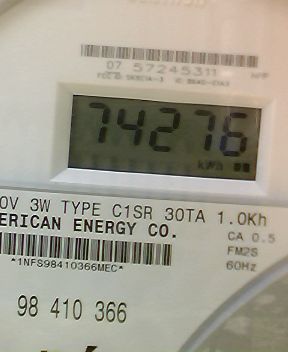 07 57245311
74276
kWh
0V 3W TYPE C1SR 30TA 1.0Kh
ERICAN ENERGY CO.
CA 0.5
FM2S
*1NFS98410366MEC*
60Hz
98 410 366